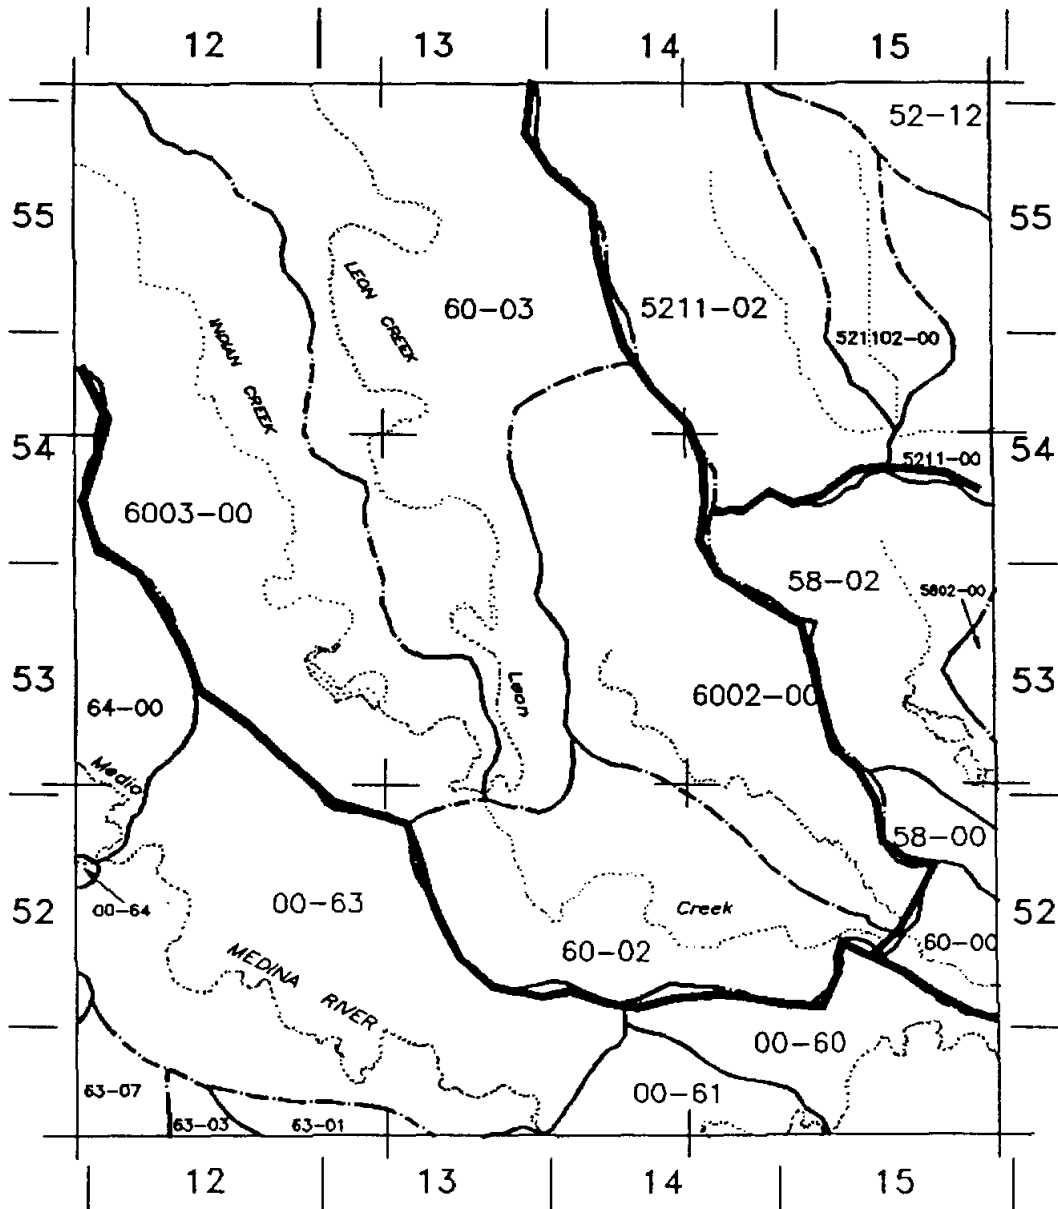 12 13 14 15
52-12
55 55
LEON CREEK
60-03 5211-02
INDIAN CREEK
521102-00
54 54
5211-00
6003-00
58-02
5802-00
53 53
Leon
6002-00
64-00
Medio
58-00
00-64
00-63
52 52
Creek
60-00
60-02
MEDINA RIVER
00-60
63-07
00-61
63-03 63-01
12 13 14 15